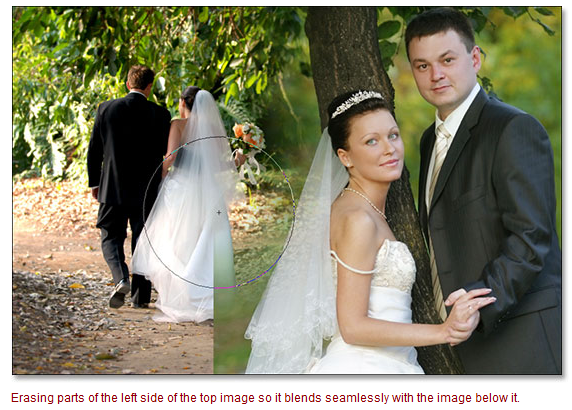 Erasing parts of the left side of the top image so it blends seamlessly with the image below it.